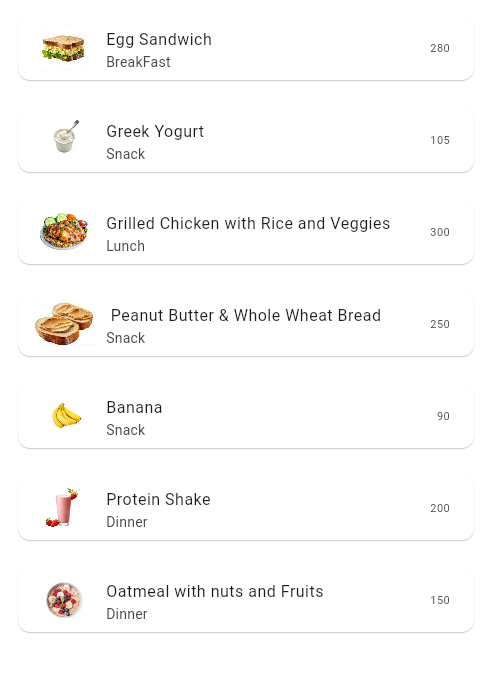 Egg Sandwich
BreakFast
280
Greek Yogurt
Snack
105
Grilled Chicken with Rice and Veggies
Lunch
300
Peanut Butter & Whole Wheat Bread
Snack
250
Banana
Snack
90
Protein Shake
Dinner
200
Oatmeal with nuts and Fruits
Dinner
150